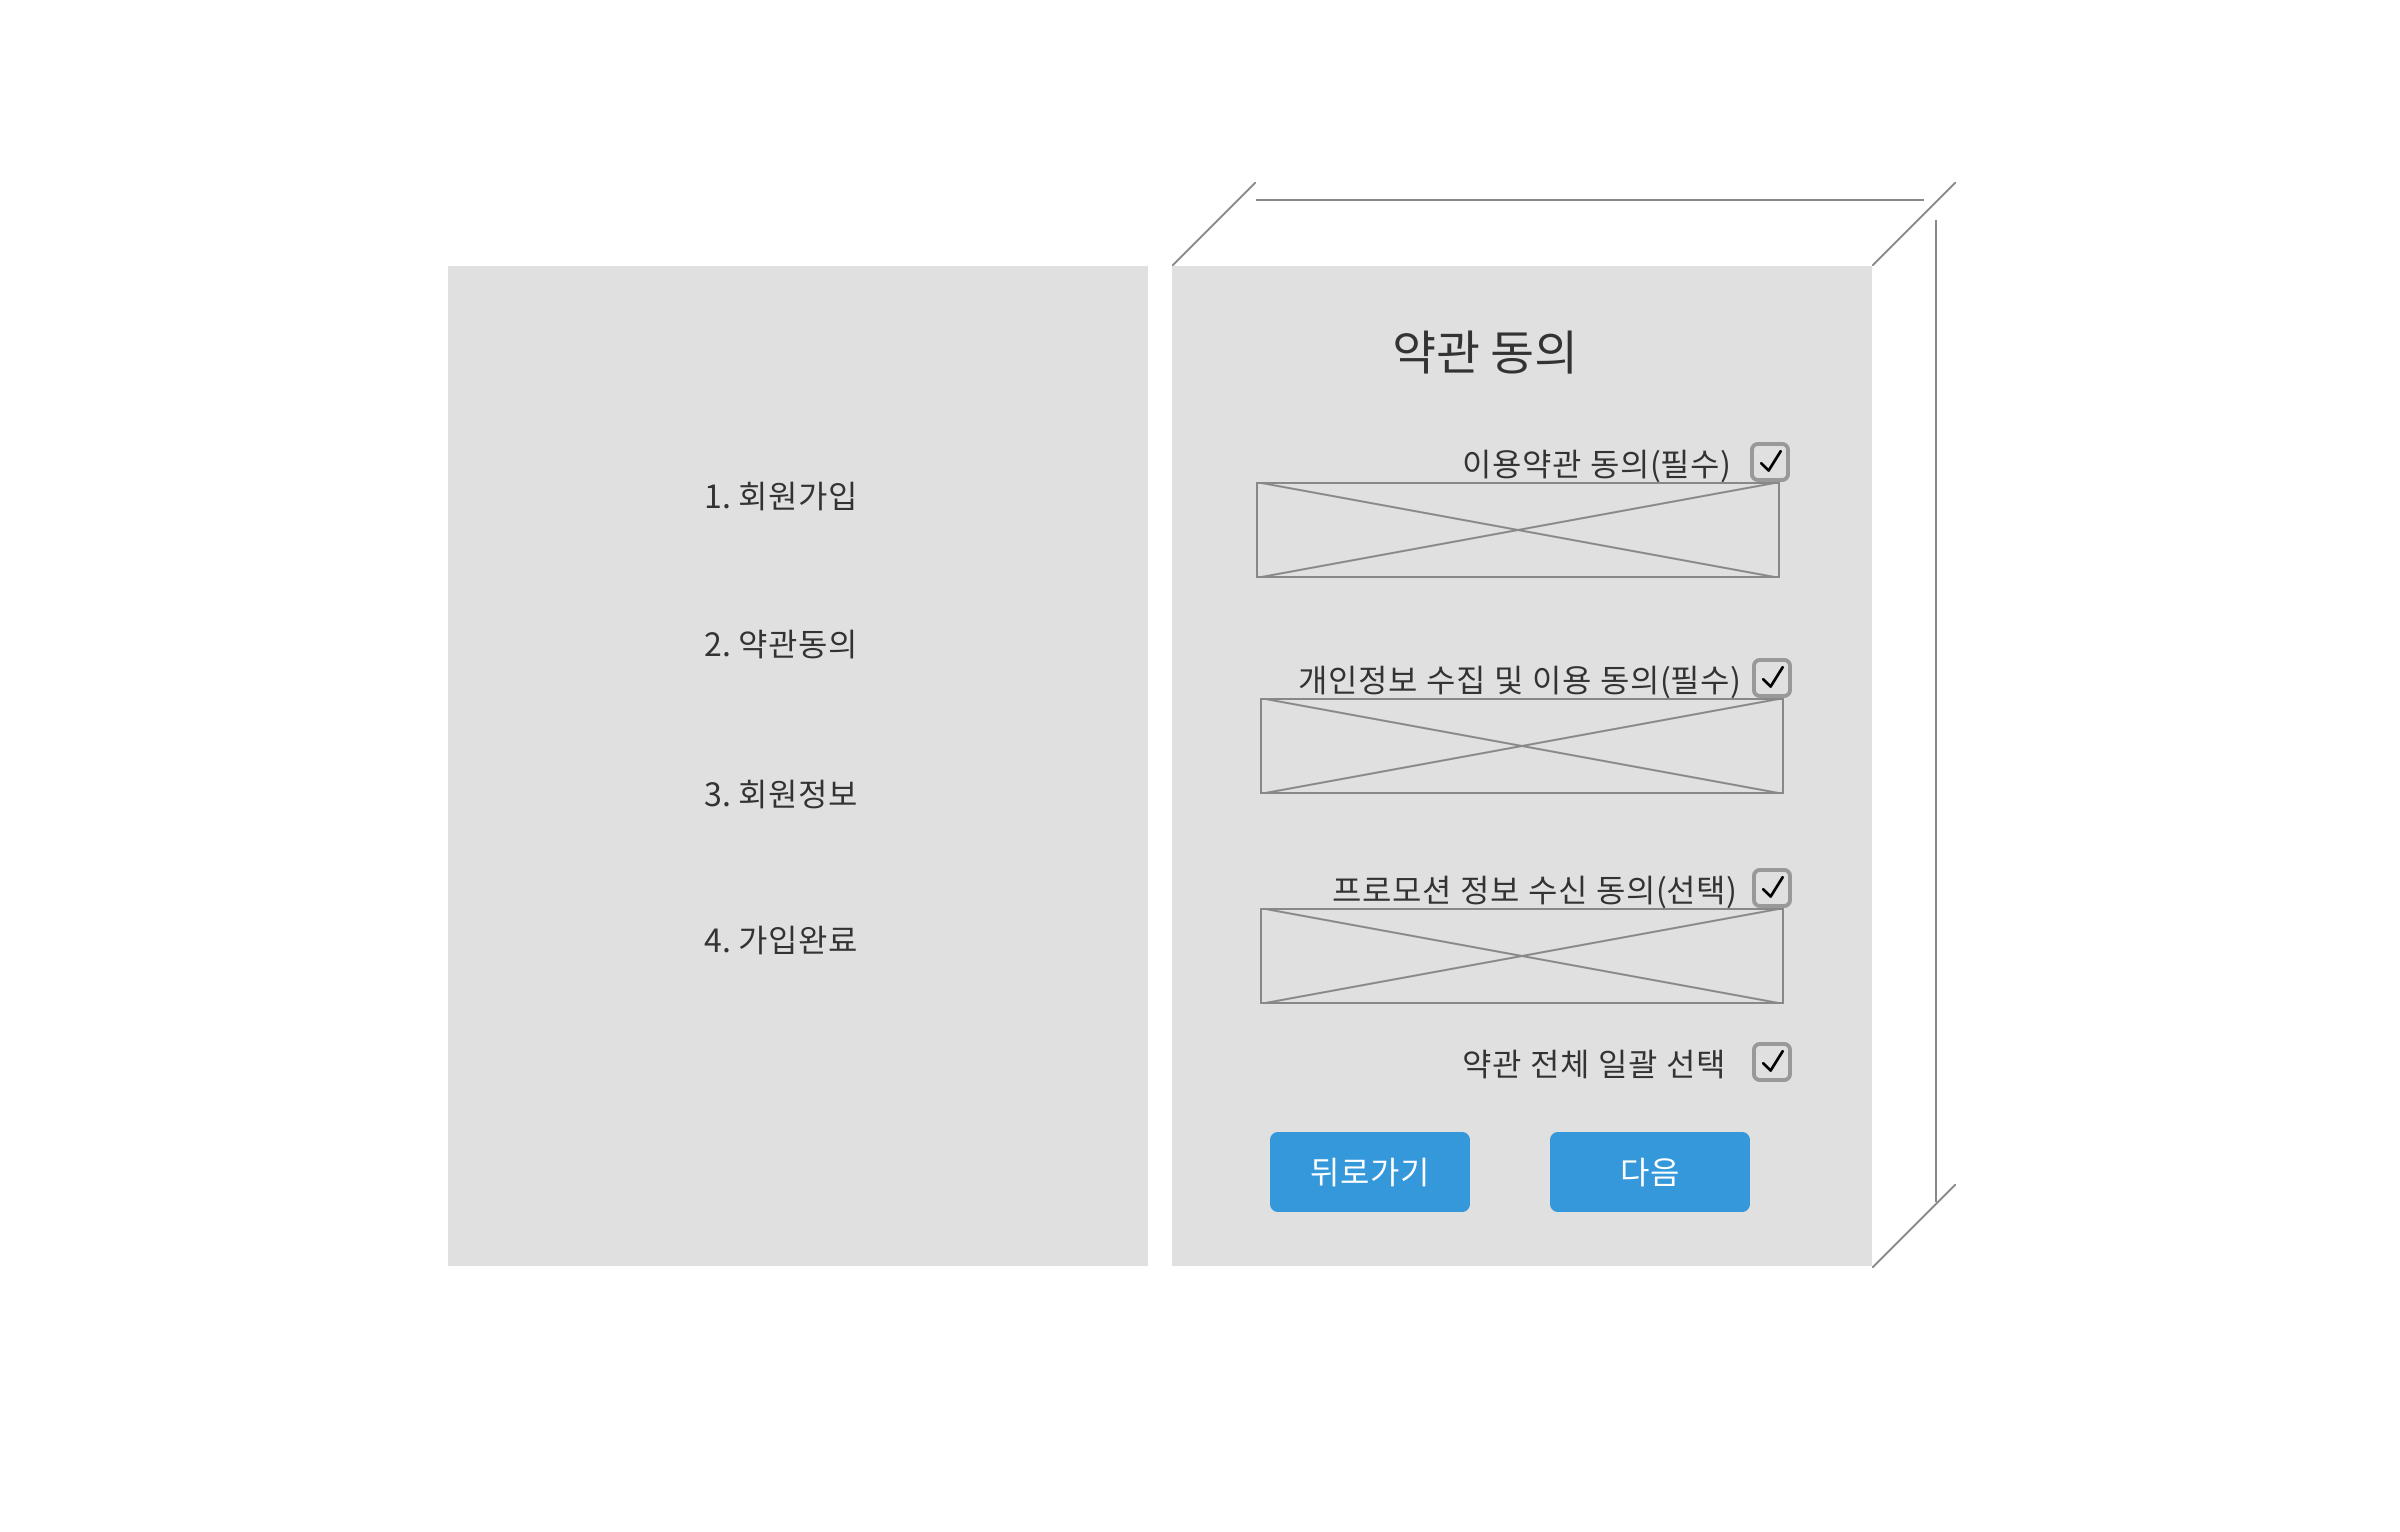 1. 회원가입
2. 약관동의
3. 회원정보
4. 가입완료
약관 동의
이용약관 동의(필수)
개인정보 수집 및 이용 동의(필수)
프로모션 정보 수신 동의(선택)
약관 전체 일괄 선택
뒤로가기
다음